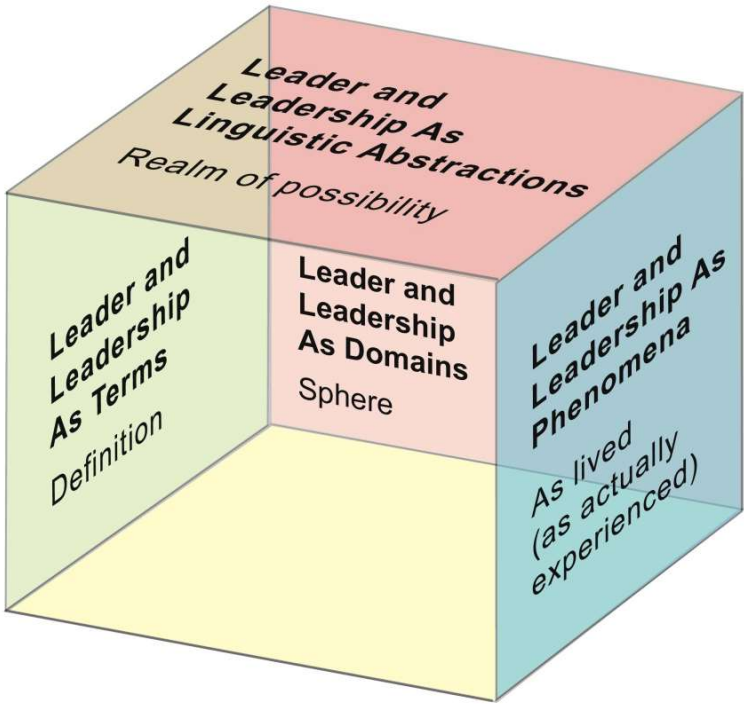 Leader and
Leadership As
Linguistic Abstractions
Realm of possibility
Leader and
Leadership
As Terms
Definition
Leader and
Leadership
As Domains
Sphere
Leader and
Leadership As
Phenomena
As lived
(as actually
experienced)